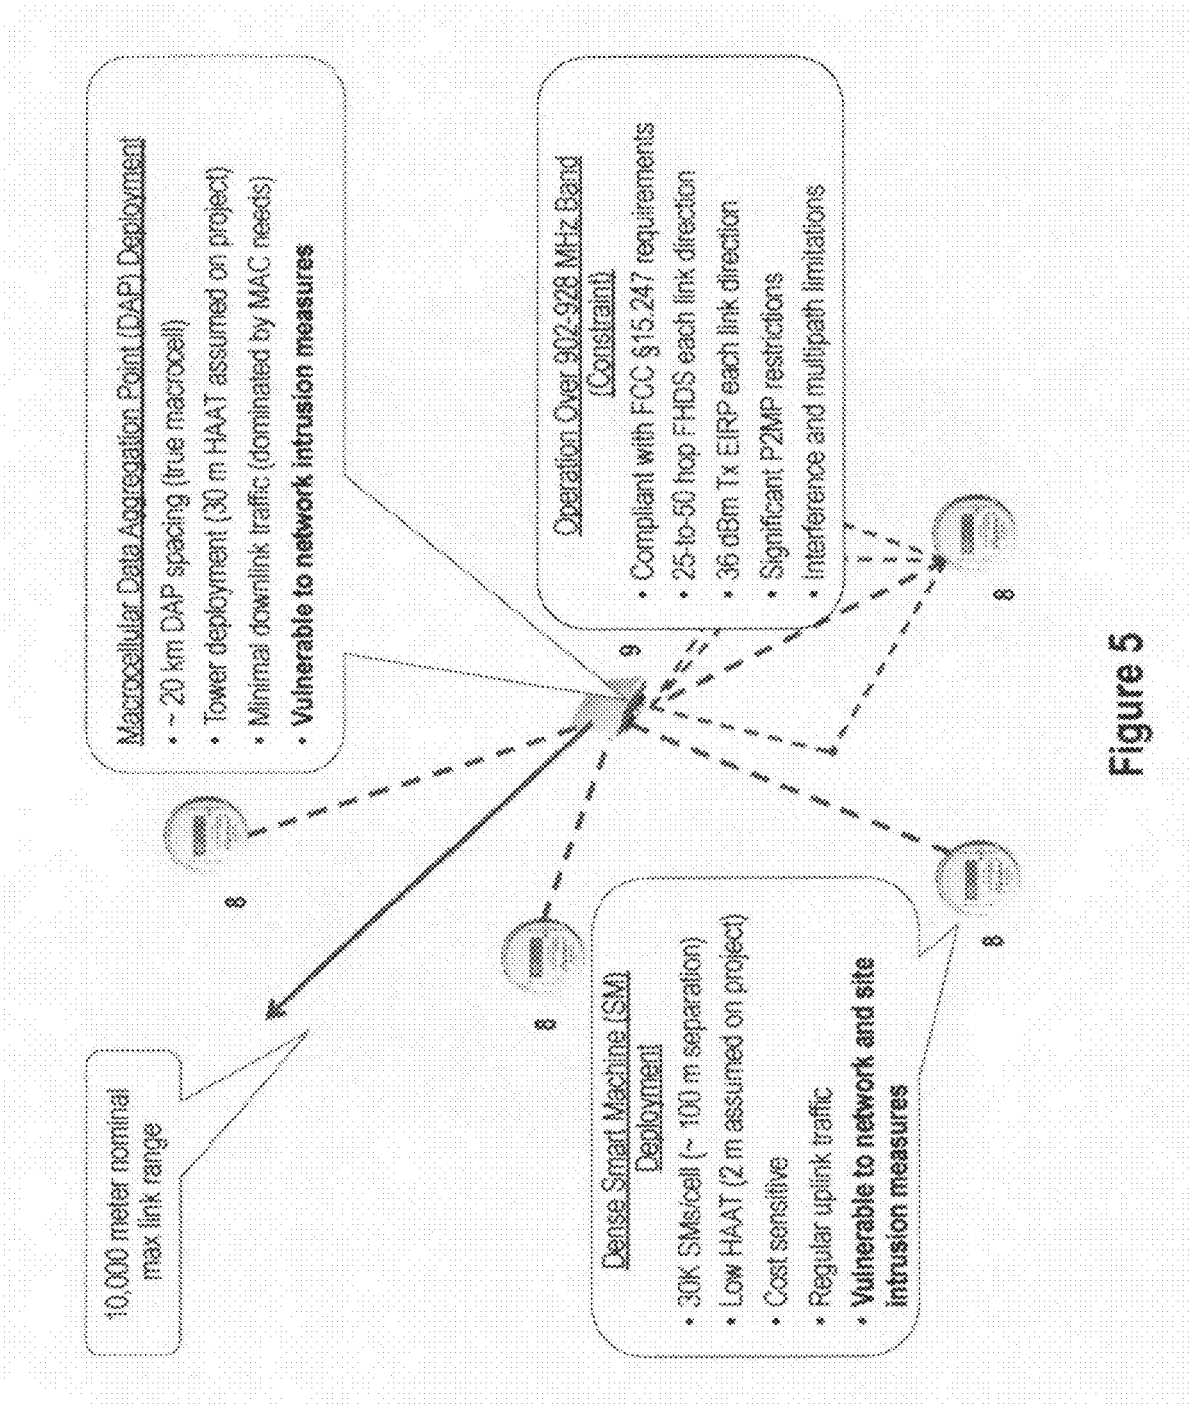 10,000 meter nominal
max link range
Macrocellular Data Aggregation Point (DAP) Deployment
• ~ 20 km DAP spacing (true macrocell)
• Tower deployment (30 m HAAT assumed on project)
• Minimal downlink traffic (dominated by MAC needs)
• Vulnerable to network intrusion measures
8
8
9
Dense Smart Machine (SM)
Deployment
• 30K SMs/cell (~ 100 m separation)
• Low HAAT (2 m assumed on project)
• Cost sensitive
• Regular uplink traffic
• Vulnerable to network and site
intrusion measures
Operation Over 902-928 MHz Band
(Constraint)
• Compliant with FCC §15.247 requirements
• 25-to-50 hop FHDS each link direction
• 36 dBm Tx EIRP each link direction
• Significant P2MP restrictions
• Interference and multipath limitations
8
8
Figure 5